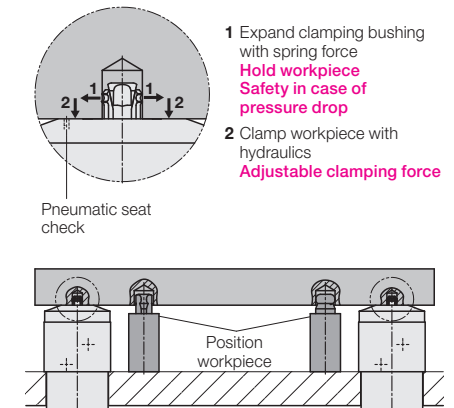 1 Expand clamping bushing
with spring force
Hold workpiece
Safety in case of
pressure drop
2 Clamp workpiece with
hydraulics
Adjustable clamping force
1 1
2 2
Pneumatic seat
check
Position
workpiece